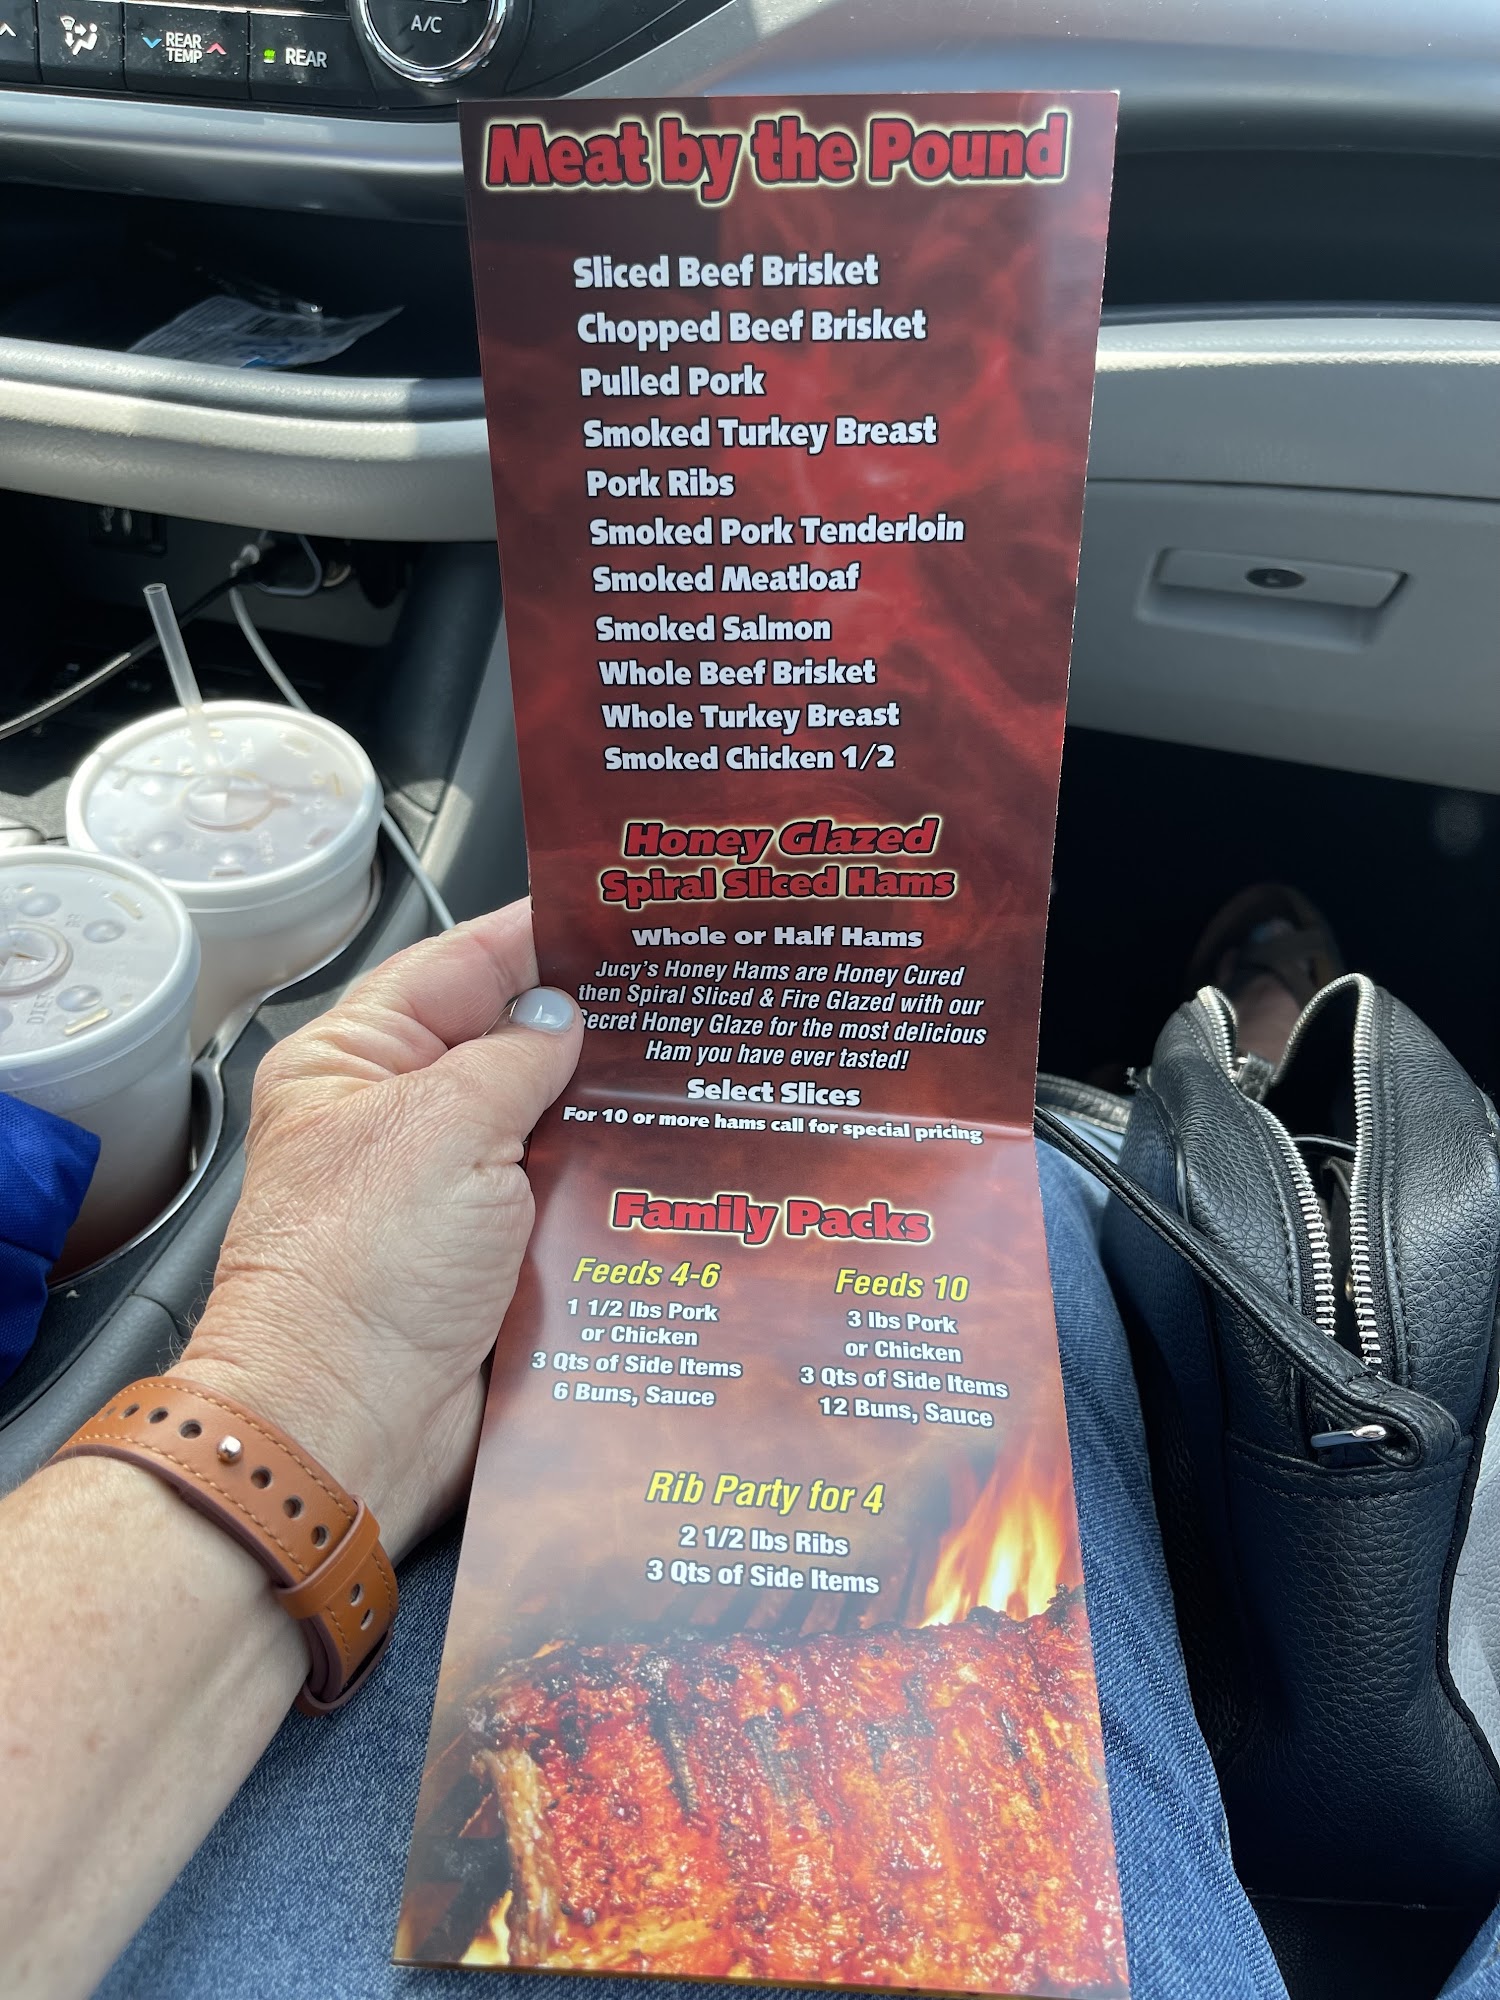 A/C
REAR
TEMP
REAR
Meat by the Pound
Sliced Beef Brisket
Chopped Beef Brisket
Pulled Pork
Smoked Turkey Breast
Pork Ribs
Smoked Pork Tenderloin
Smoked Meatloaf
Smoked Salmon
Whole Beef Brisket
Whole Turkey Breast
Smoked Chicken 1/2
Honey Glazed
Spiral Sliced Hams
Whole or Half Hams
Jucy's Honey Hams are Honey Cured
then Spiral Sliced & Fire Glazed with our
Secret Honey Glaze for the most delicious
Ham you have ever tasted!
Select Slices
For 10 or more hams call for special pricing
Family Packs
Feeds 4-6
1 1/2 lbs Pork
or Chicken
3 Qts of Side Items
6 Buns, Sauce
Feeds 10
3 lbs Pork
or Chicken
3 Qts of Side Items
12 Buns, Sauce
Rib Party for 4
2 1/2 lbs Ribs
3 Qts of Side Items